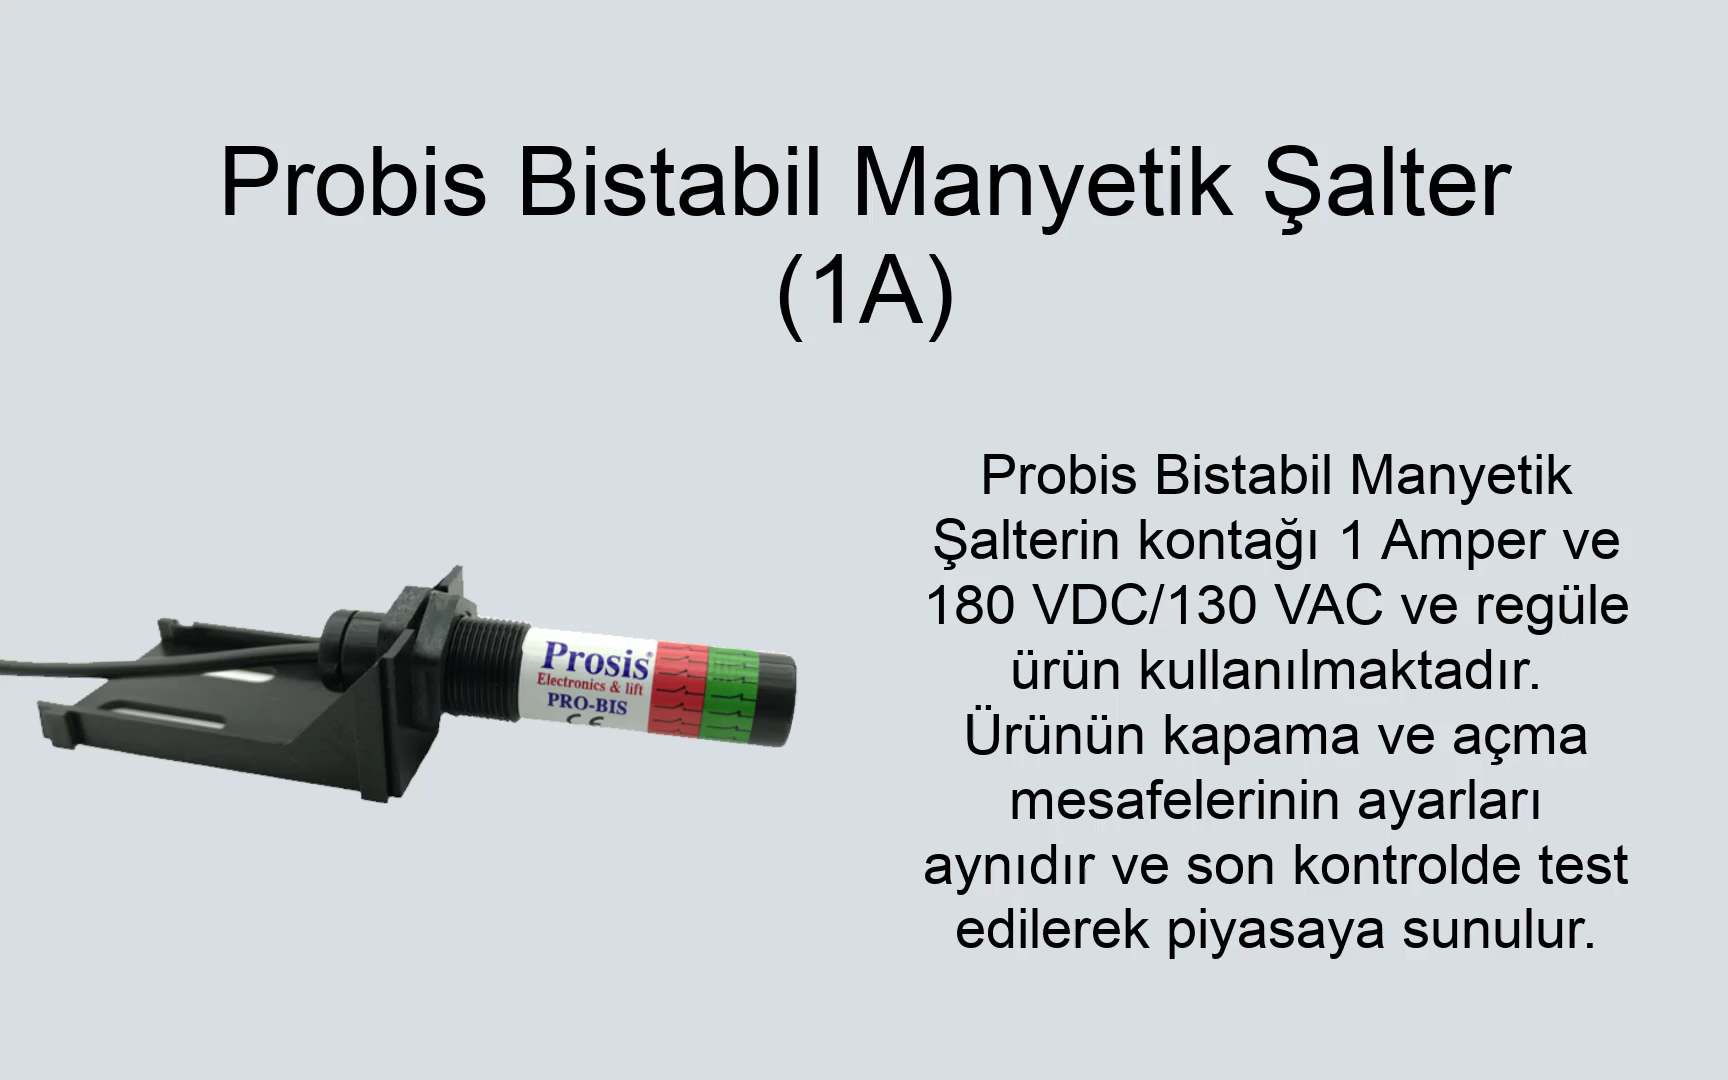 Probis Bistabil Manyetik Şalter
(1A)
Probis Bistabil Manyetik
Şalterin kontağı 1 Amper ve
180 VDC/130 VAC ve regüle
ürün kullanılmaktadır.
Ürünün kapama ve açma
mesafelerinin ayarları
aynıdır ve son kontrolde test
edilerek piyasaya sunulur.
Prosis®
Electronics & lift
PRO-BIS
CE